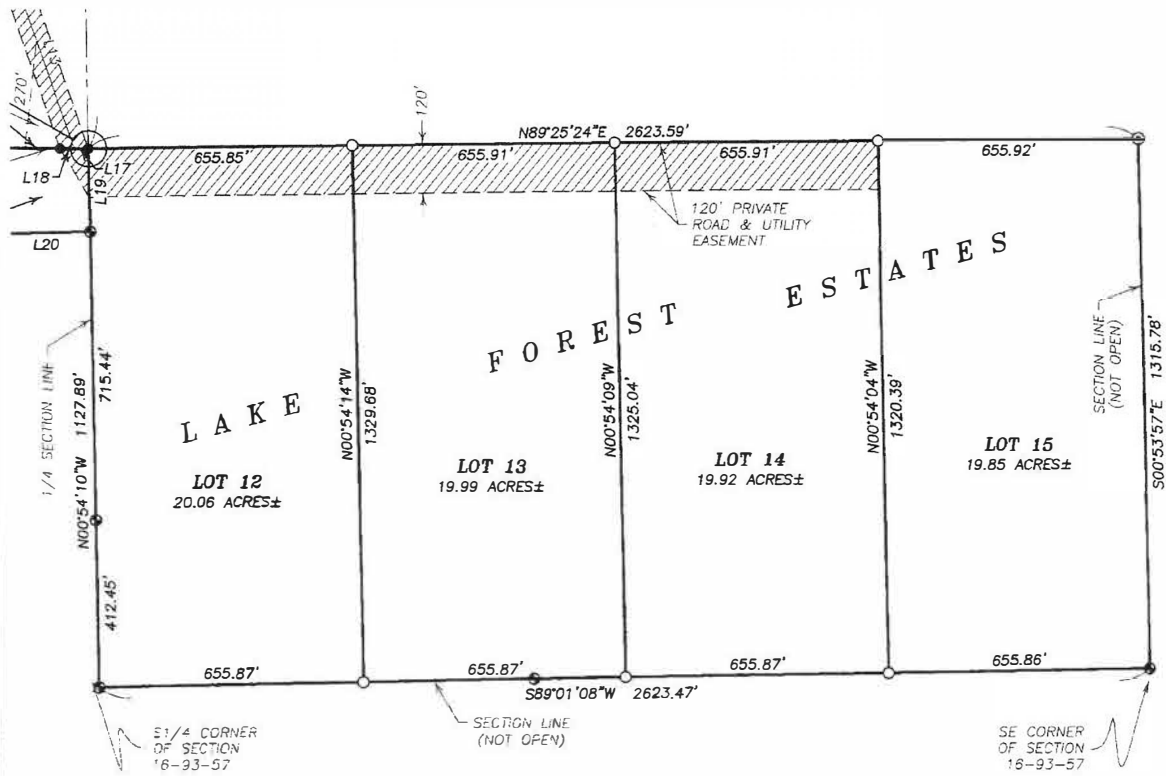 270'
120'
N89°25'24"E 2623.59'
655.85'
655.91'
655.91'
655.92'
L17
L18
L19
L20
120' PRIVATE
ROAD & UTILITY
EASEMENT
LAKE FOREST ESTATES
1/4 SECTION LINE
N00°54'10"W 1127.89'
715.44'
412.45'
N00°54'14"W
1329.68'
N00°54'09"W
1325.04'
N00°54'04"W
1320.39'
SECTION LINE
(NOT OPEN)
S00°53'57"E 1315.78'
LOT 12
20.06 ACRES±
LOT 13
19.99 ACRES±
LOT 14
19.92 ACRES±
LOT 15
19.85 ACRES±
655.87'
655.87'
655.87'
655.86'
S89°01'08"W 2623.47'
SECTION LINE
(NOT OPEN)
S1/4 CORNER
OF SECTION
16-93-57
SE CORNER
OF SECTION
16-93-57